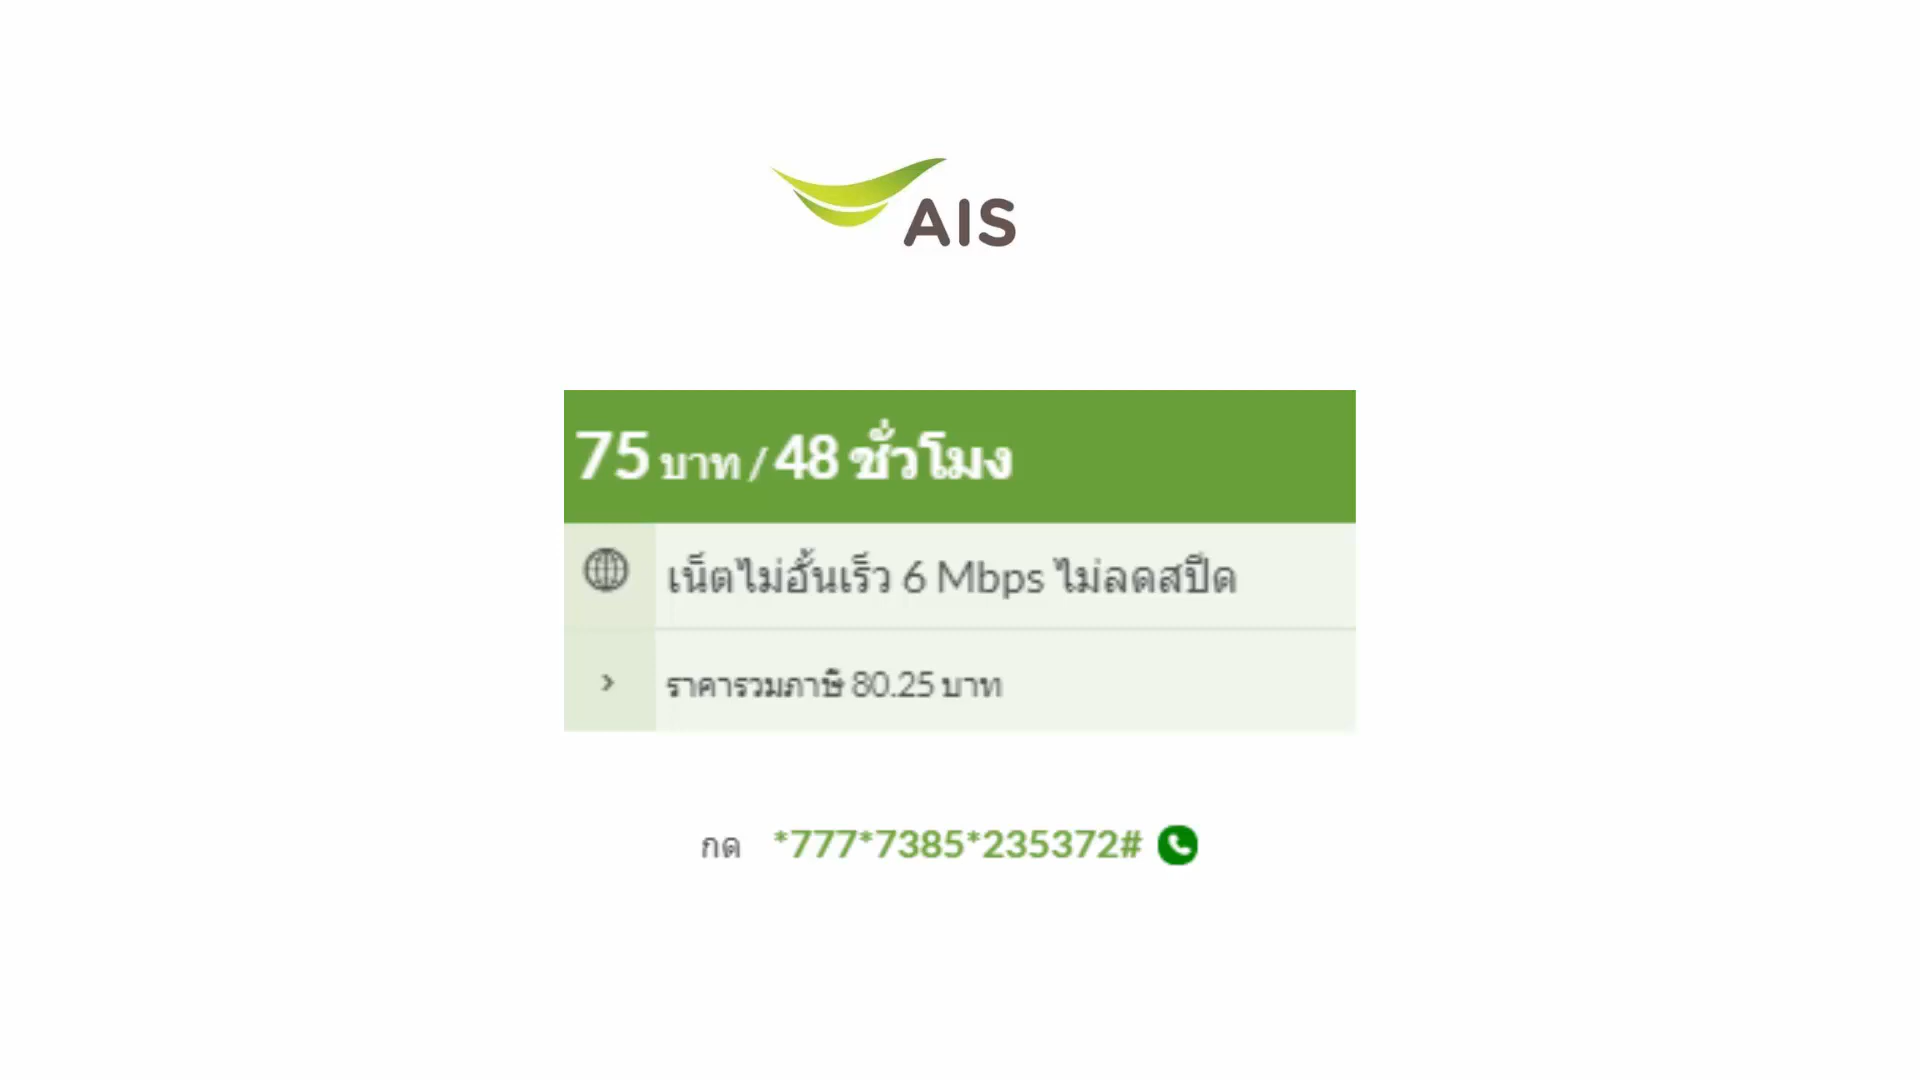 AIS
75 บาท / 48 ชั่วโมง
เน็ตไม่อั้นเร็ว 6 Mbps ไม่ลดสปีด
ราคารวมภาษี 80.25 บาท
กด *777*7385*235372#